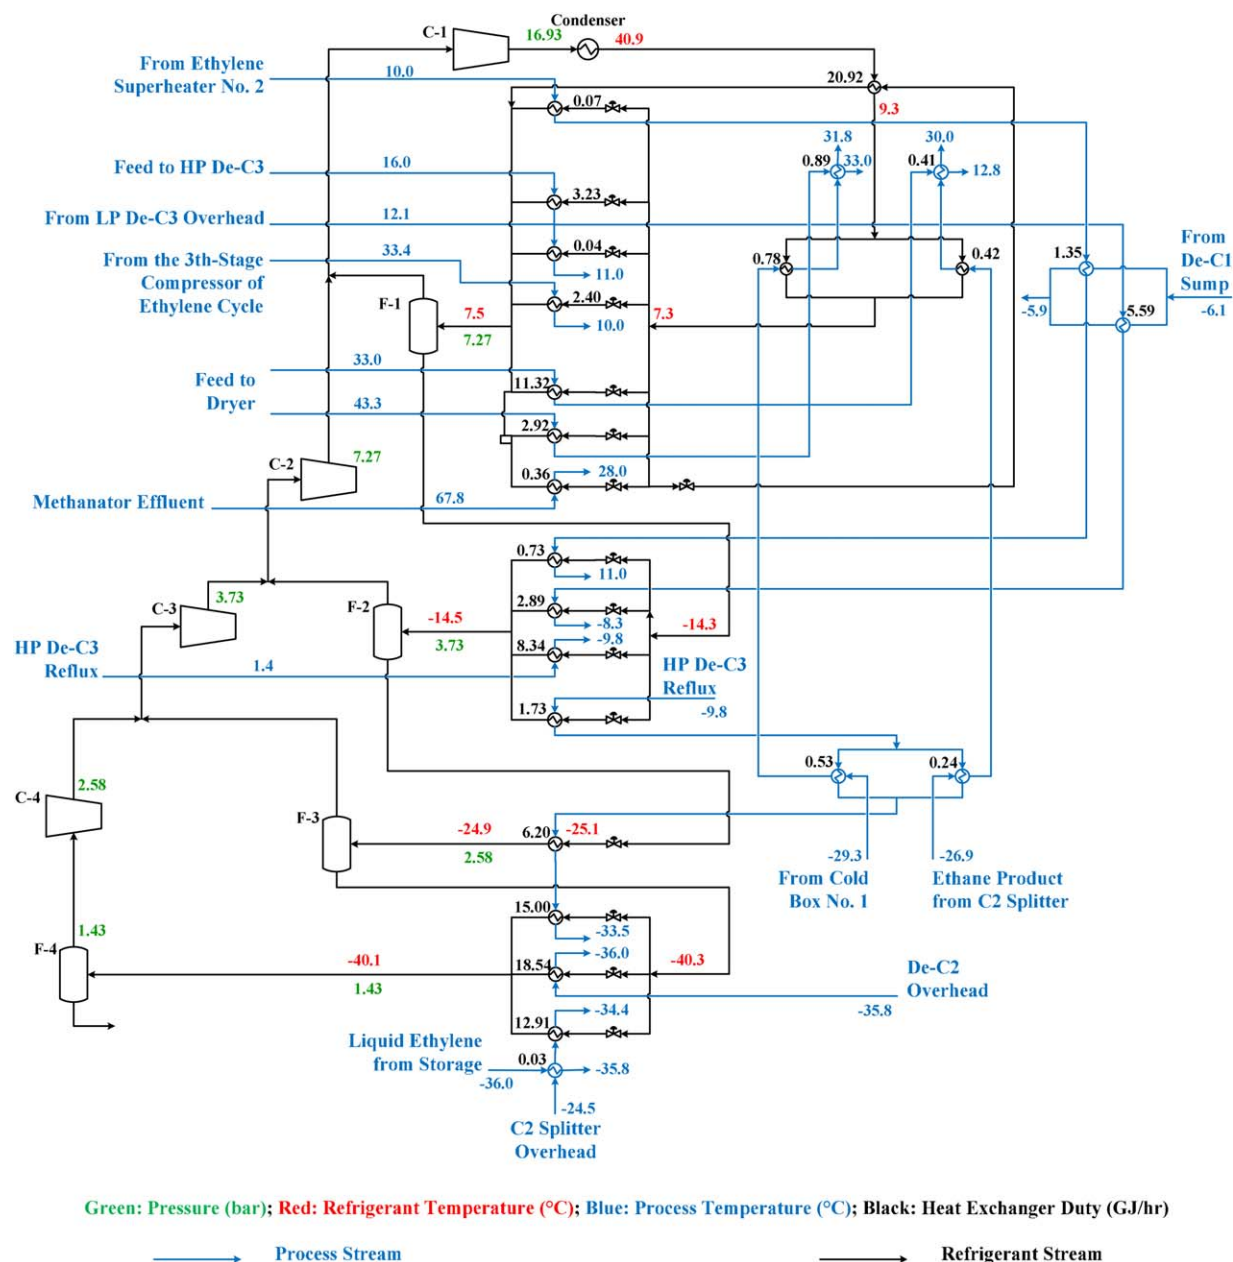 Condenser
C-1
16.93
40.9
From Ethylene
Superheater No. 2
10.0
20.92
0.07
9.3
31.8
30.0
Feed to HP De-C3
16.0
0.89
33.0
0.41
12.8
3.23
From LP De-C3 Overhead
12.1
From the 3th-Stage
Compressor of
Ethylene Cycle
33.4
0.04
11.0
0.78
0.42
1.35
From
De-C1
Sump
F-1
2.40
7.5
7.27
10.0
7.3
-5.9
5.59
-6.1
33.0
Feed to
Dryer
11.32
43.3
2.92
C-2
7.27
0.36
28.0
Methanator Effluent
67.8
0.73
11.0
C-3
3.73
F-2
2.89
-14.5
3.73
-8.3
-9.8
-14.3
HP De-C3
Reflux
1.4
8.34
HP De-C3
Reflux
-9.8
1.73
0.53
0.24
2.58
C-4
F-3
-24.9
2.58
6.20
-25.1
-29.3
-26.9
From Cold
Box No. 1
Ethane Product
from C2 Splitter
15.00
-33.5
1.43
F-4
-40.1
1.43
-36.0
18.54
-40.3
De-C2
Overhead
-35.8
-34.4
12.91
Liquid Ethylene
from Storage
0.03
-36.0
-35.8
-24.5
C2 Splitter
Overhead
Green: Pressure (bar); Red: Refrigerant Temperature (°C); Blue: Process Temperature (°C); Black: Heat Exchanger Duty (GJ/hr)
Process Stream
Refrigerant Stream